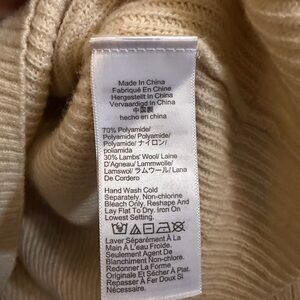 Made In China
Fabriqué En Chine
Hergestellt In China
Vervaardigd In China
中国製
hecho en china
70% Polyamide/
Polyamide/ Polyamide/
Polyamide/ ナイロン/
poliamida
30% Lambs' Wool/ Laine
D'Agneau/ Lammwolle/
Lamswol/ ラムウール/ Lana
De Cordero
Hand Wash Cold
Separately. Non-chlorine
Bleach Only. Reshape And
Lay Flat To Dry. Iron On
Lowest Setting.
Laver Séparément À La
Main À L'eau Froide.
Seulement Agent De
Blanchiment Non-chlore.
Redonner La Forme
Originale Et Sécher À Plat.
Repasser À Fer Doux Si
Nécessaire.